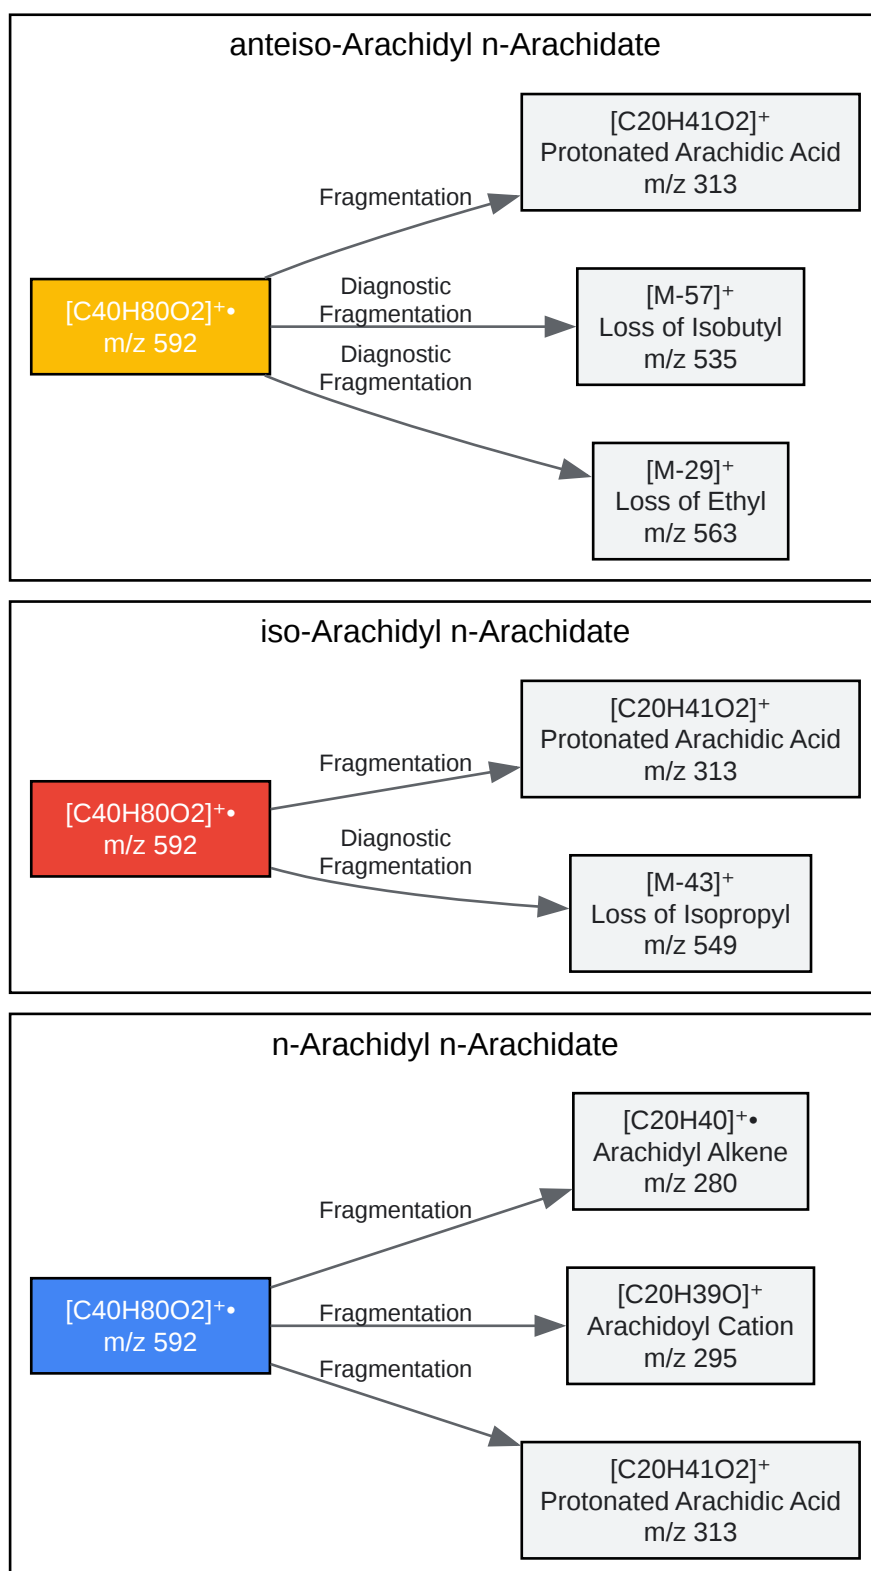 anteiso-Arachidyl n-Arachidate
[C20H41O2]⁺
Protonated Arachidic Acid
m/z 313
Fragmentation
[C40H80O2]⁺•
m/z 592
Diagnostic
Fragmentation
[M-57]⁺
Loss of Isobutyl
m/z 535
Diagnostic
Fragmentation
[M-29]⁺
Loss of Ethyl
m/z 563
iso-Arachidyl n-Arachidate
[C20H41O2]⁺
Protonated Arachidic Acid
m/z 313
Fragmentation
[C40H80O2]⁺•
m/z 592
Diagnostic
Fragmentation
[M-43]⁺
Loss of Isopropyl
m/z 549
n-Arachidyl n-Arachidate
[C20H40]⁺•
Arachidyl Alkene
m/z 280
Fragmentation
[C40H80O2]⁺•
m/z 592
Fragmentation
[C20H39O]⁺
Arachidoyl Cation
m/z 295
Fragmentation
[C20H41O2]⁺
Protonated Arachidic Acid
m/z 313